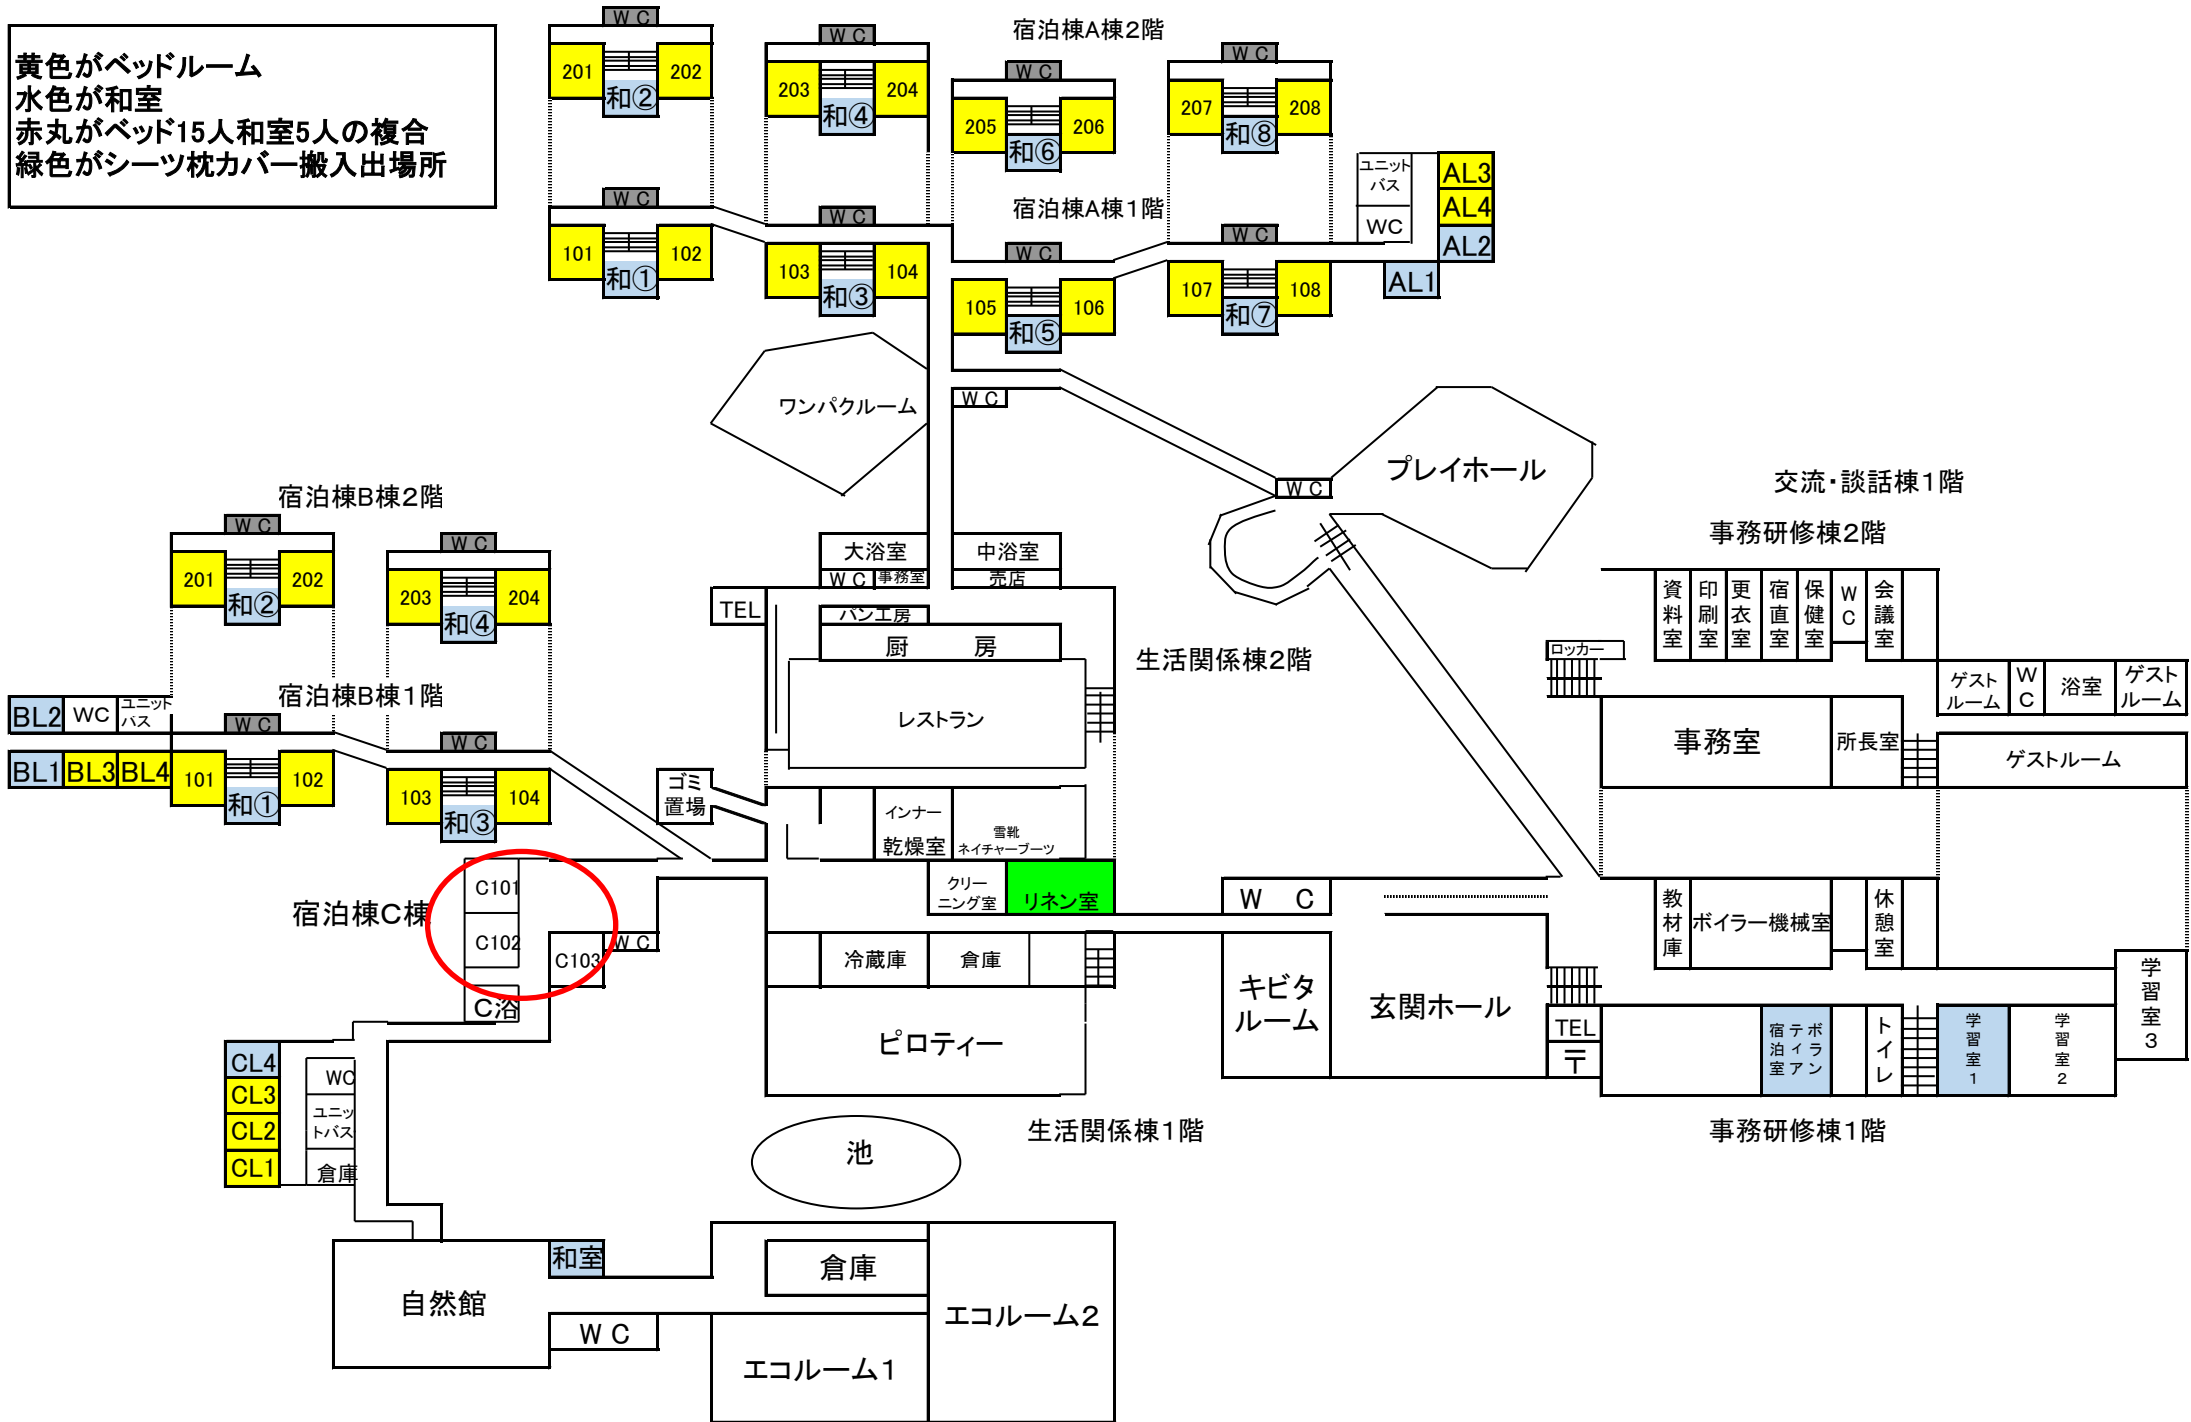 黄色がベッドルーム
水色が和室
赤丸がベッド15人和室5人の複合
緑色がシーツ枕カバー搬入出場所
宿泊棟A棟2階
WC
201
和②
202
WC
203
和④
204
WC
205
和⑥
206
WC
207
和⑧
208
宿泊棟A棟1階
WC
101
和①
102
WC
103
和③
104
WC
105
和⑤
106
WC
107
和⑦
108
ユニット
バス
WC
AL3
AL4
AL2
AL1
ワンパクルーム
WC
プレイホール
WC
宿泊棟B棟2階
WC
201
和②
202
WC
203
和④
204
宿泊棟B棟1階
BL2
WC
ユニット
バス
BL1
BL3
BL4
WC
101
和①
102
WC
103
和③
104
大浴室
中浴室
WC
事務室
売店
TEL
パン工房
厨 房
レストラン
生活関係棟2階
ゴミ
置場
インナー
乾燥室
雪靴
ネイチャーブーツ
クリー
ニング室
リネン室
交流・談話棟1階
事務研修棟2階
資料室
印刷室
更衣室
宿直室
保健室
WC
会議室
ロッカー
ゲスト
ルーム
WC
浴室
ゲスト
ルーム
事務室
所長室
ゲストルーム
宿泊棟C棟
C101
C102
C103
WC
C浴
CL4
CL3
CL2
CL1
WC
ユニッ
トバス
倉庫
冷蔵庫
倉庫
ピロティー
生活関係棟1階
池
W C
キビタ
ルーム
玄関ホール
TEL
〒
教材庫
ボイラー機械室
休憩室
ボラン
ティア
宿泊室
トイレ
学習室1
学習室2
学習室3
事務研修棟1階
自然館
和室
WC
倉庫
エコルーム1
エコルーム2